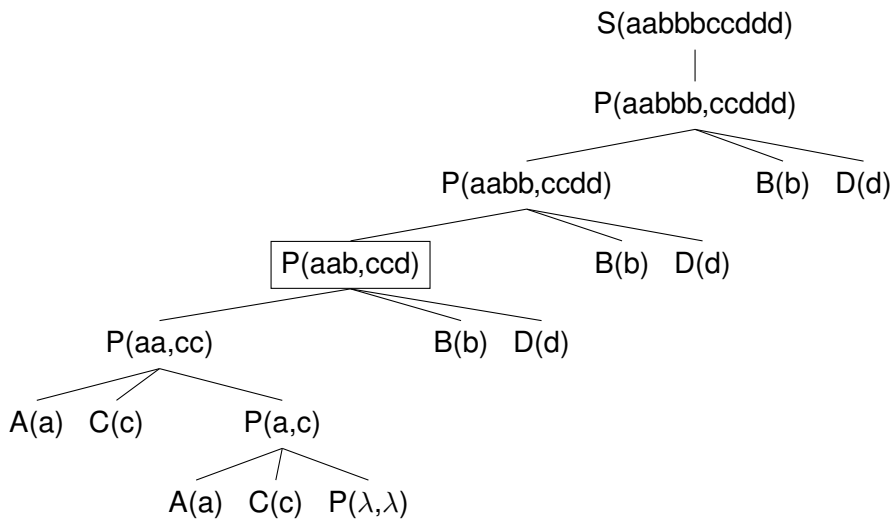 S(aabbbccddd)
P(aabbb,ccddd)
P(aabb,ccdd) B(b) D(d)
P(aab,ccd) B(b) D(d)
P(aa,cc) B(b) D(d)
A(a) C(c) P(a,c)
A(a) C(c) P(λ,λ)